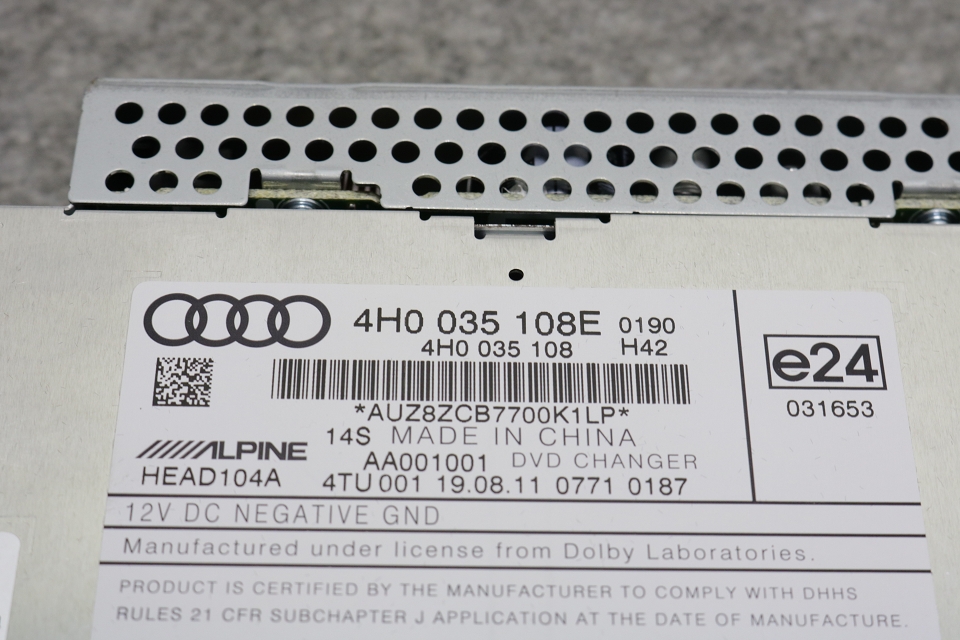 4H0 035 108E 0190
4H0 035 108 H42
*AUZ8ZCB7700K1LP*
14S MADE IN CHINA
ALPINE AA001001 DVD CHANGER
HEAD104A 4TU 001 19.08.11 0771 0187
e24
031653
12V DC NEGATIVE GND
Manufactured under license from Dolby Laboratories.
PRODUCT IS CERTIFIED BY THE MANUFACTURER TO COMPLY WITH DHHS
RULES 21 CFR SUBCHAPTER J APPLICATION AT THE DATE OF MANUFACTURE.